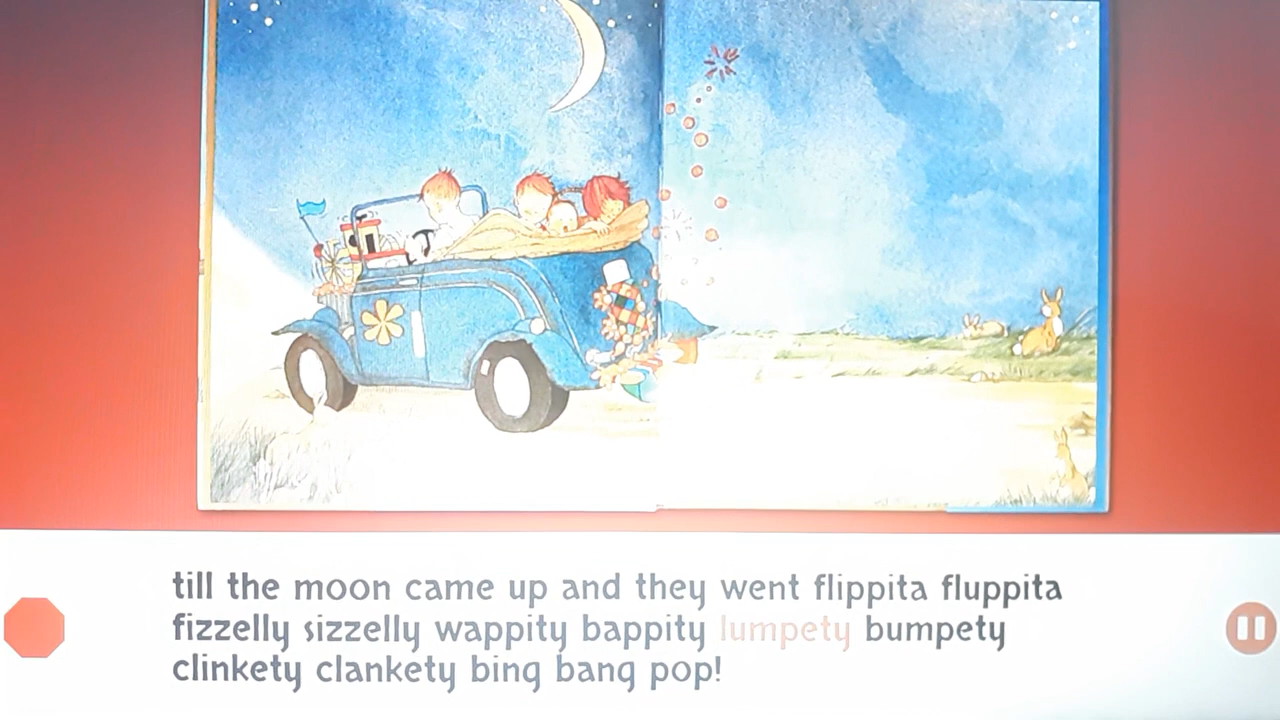 till the moon came up and they went flippita fluppita
fizzelly sizzelly wappity bappity lumpety bumpety
clinkety clankety bing bang pop!